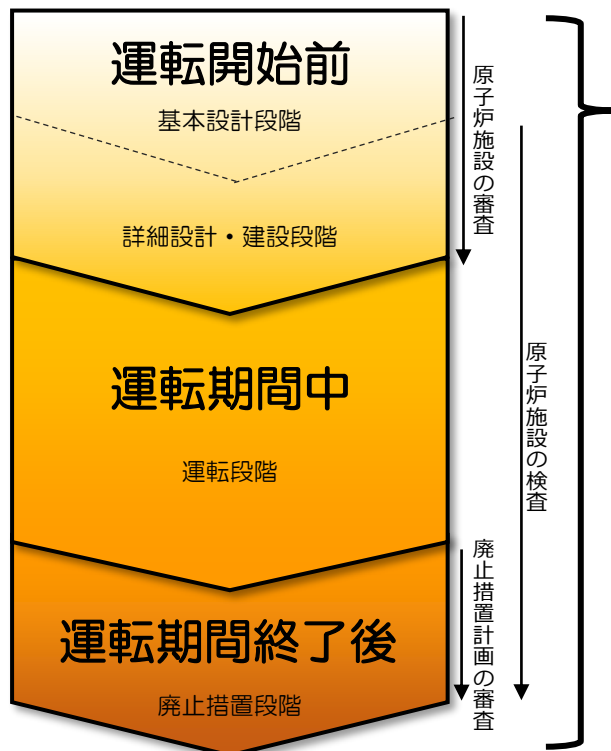 運転開始前
基本設計段階
詳細設計・建設段階
運転期間中
運転段階
運転期間終了後
廃止措置段階
原子炉施設の審査
原子炉施設の検査
廃止措置計画の審査